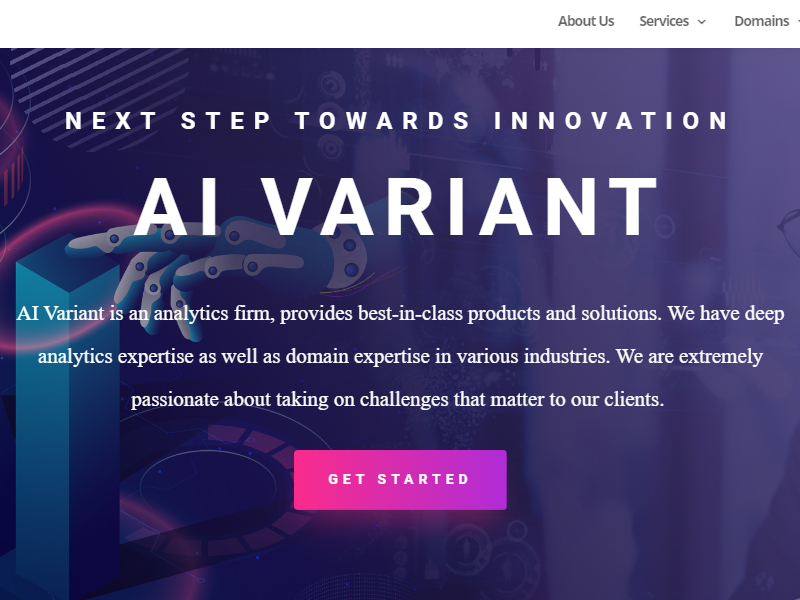 About Us Services Domains
NEXT STEP TOWARDS INNOVATION
AI VARIANT
AI Variant is an analytics firm, provides best-in-class products and solutions. We have deep
analytics expertise as well as domain expertise in various industries. We are extremely
passionate about taking on challenges that matter to our clients.
GET STARTED